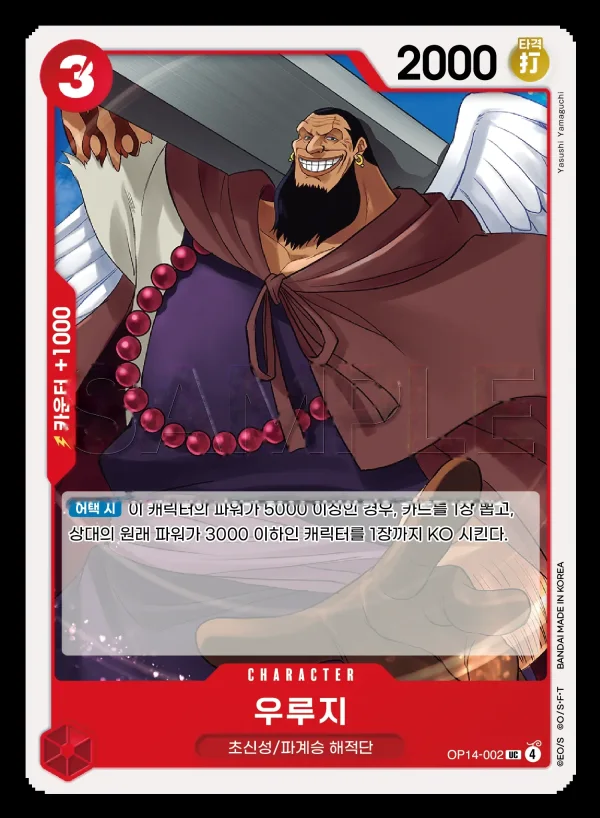 3
2000
타격
打
Yasushi Yamaguchi
카운터 +1000
SAMPLE
어택 시 이 캐릭터의 파워가 5000 이상인 경우, 카드를 1장 뽑고,
상대의 원래 파워가 3000 이하인 캐릭터를 1장까지 KO 시킨다.
CHARACTER
우루지
초신성/파계승 해적단
OP14-002 UC 4
©EO/S ©O/S·F·T BANDAI MADE IN KOREA